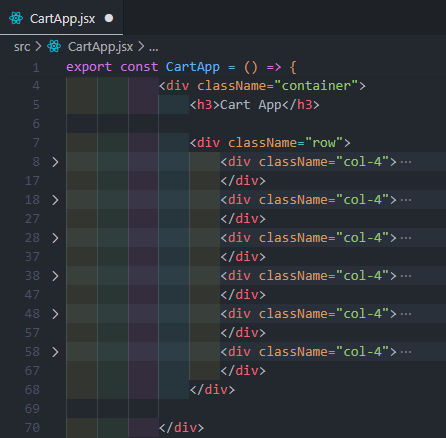 CartApp.jsx
src > CartApp.jsx > ...
1 export const CartApp = () => {
4 <div className="container">
5 <h3>Cart App</h3>
6
7 <div className="row">
8 > <div className="col-4">...
17 </div>
18 > <div className="col-4">...
27 </div>
28 > <div className="col-4">...
37 </div>
38 > <div className="col-4">...
47 </div>
48 > <div className="col-4">...
57 </div>
58 > <div className="col-4">...
67 </div>
68 </div>
69
70 </div>